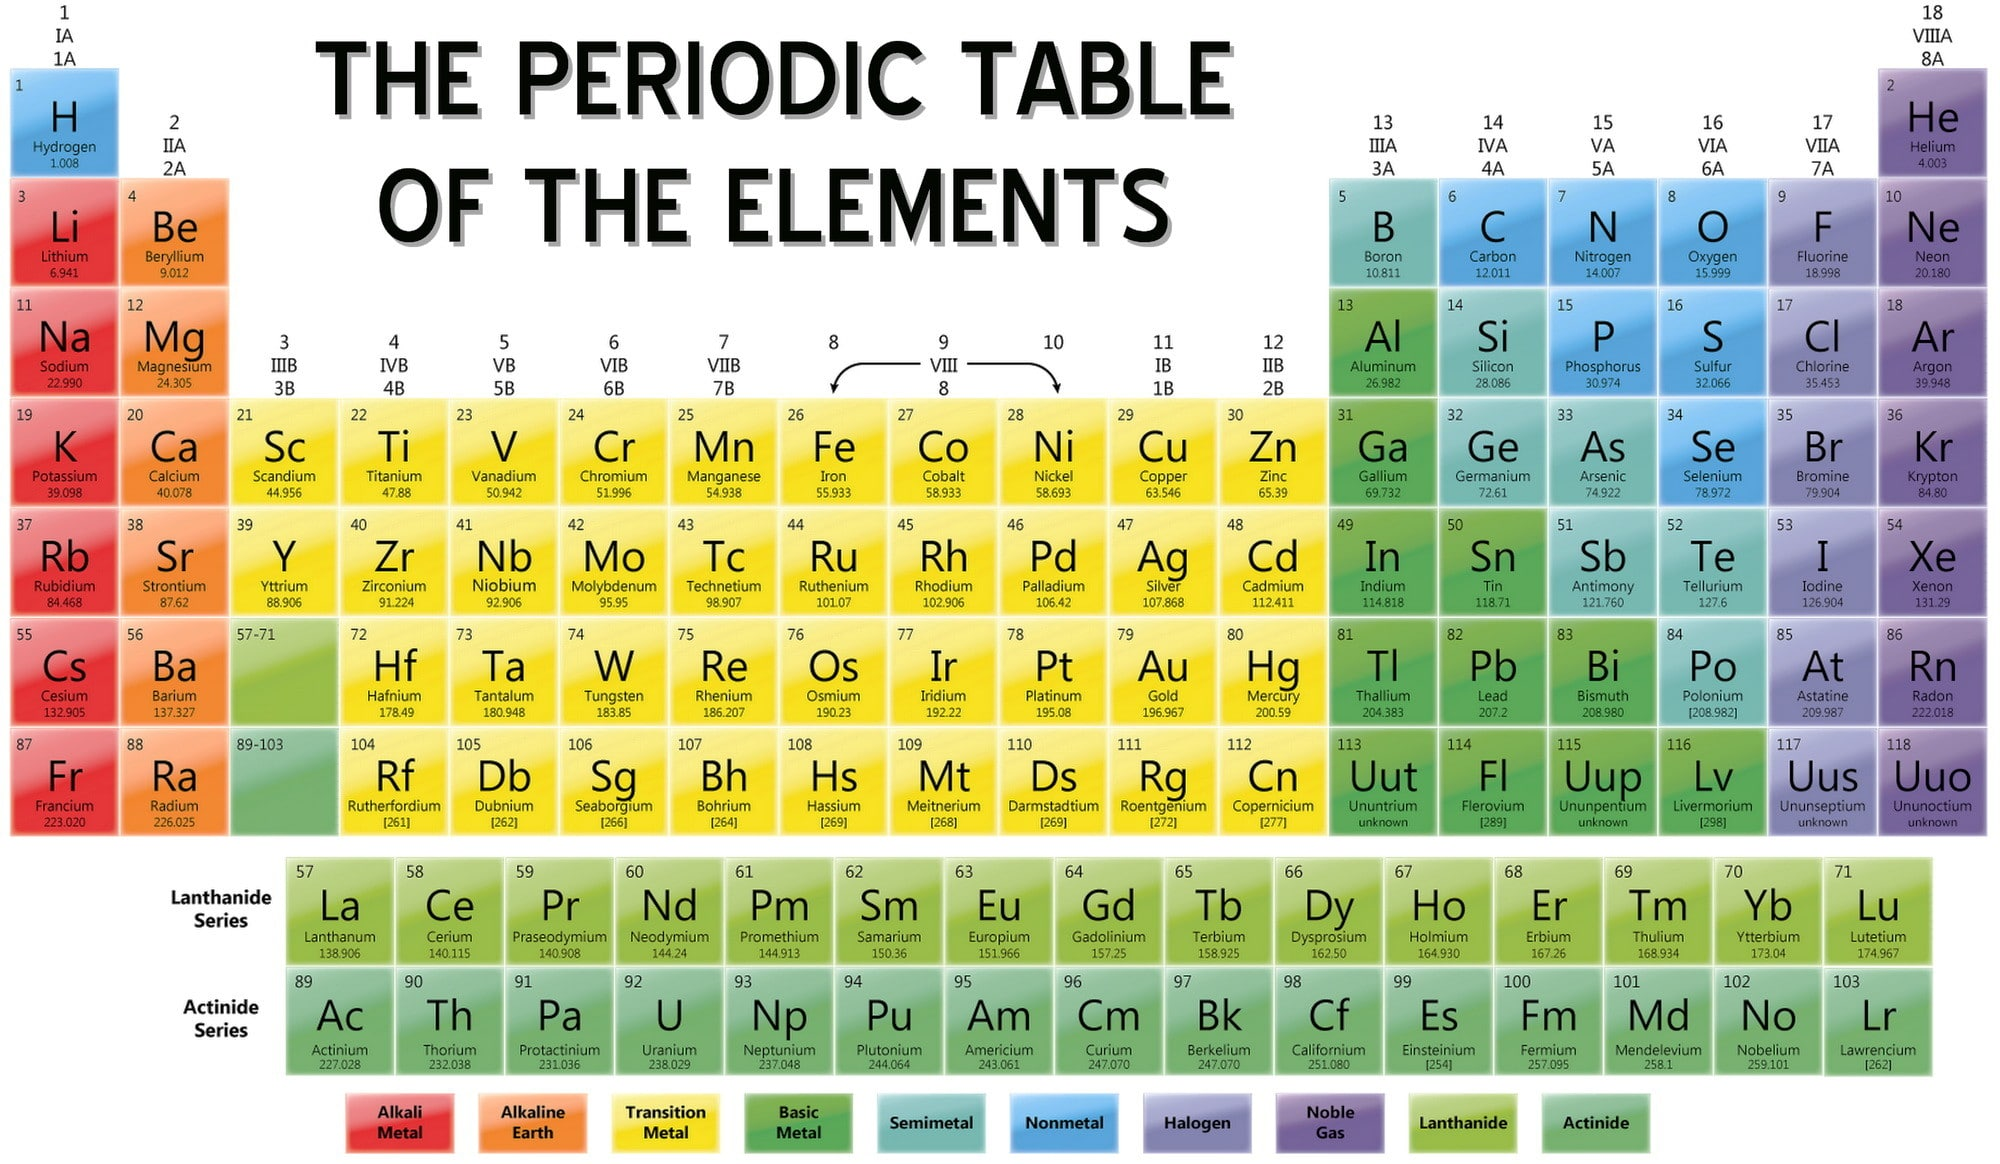 THE PERIODIC TABLE
OF THE ELEMENTS
1
IA
1A
2
IIA
2A
3
IIIB
3B
4
IVB
4B
5
VB
5B
6
VIB
6B
7
VIIB
7B
8
9
VIII
8
10
11
IB
1B
12
IIB
2B
13
IIIA
3A
14
IVA
4A
15
VA
5A
16
VIA
6A
17
VIIA
7A
18
VIIIA
8A
1
H
Hydrogen
1.008
2
He
Helium
4.003
3
Li
Lithium
6.941
4
Be
Beryllium
9.012
5
B
Boron
10.811
6
C
Carbon
12.011
7
N
Nitrogen
14.007
8
O
Oxygen
15.999
9
F
Fluorine
18.998
10
Ne
Neon
20.180
11
Na
Sodium
22.990
12
Mg
Magnesium
24.305
13
Al
Aluminum
26.982
14
Si
Silicon
28.086
15
P
Phosphorus
30.974
16
S
Sulfur
32.066
17
Cl
Chlorine
35.453
18
Ar
Argon
39.948
19
K
Potassium
39.098
20
Ca
Calcium
40.078
21
Sc
Scandium
44.956
22
Ti
Titanium
47.88
23
V
Vanadium
50.942
24
Cr
Chromium
51.996
25
Mn
Manganese
54.938
26
Fe
Iron
55.933
27
Co
Cobalt
58.933
28
Ni
Nickel
58.693
29
Cu
Copper
63.546
30
Zn
Zinc
65.39
31
Ga
Gallium
69.732
32
Ge
Germanium
72.61
33
As
Arsenic
74.922
34
Se
Selenium
78.972
35
Br
Bromine
79.904
36
Kr
Krypton
84.80
37
Rb
Rubidium
84.468
38
Sr
Strontium
87.62
39
Y
Yttrium
88.906
40
Zr
Zirconium
91.224
41
Nb
Niobium
92.906
42
Mo
Molybdenum
95.95
43
Tc
Technetium
98.907
44
Ru
Ruthenium
101.07
45
Rh
Rhodium
102.906
46
Pd
Palladium
106.42
47
Ag
Silver
107.868
48
Cd
Cadmium
112.411
49
In
Indium
114.818
50
Sn
Tin
118.71
51
Sb
Antimony
121.760
52
Te
Tellurium
127.6
53
I
Iodine
126.904
54
Xe
Xenon
131.29
55
Cs
Cesium
132.905
56
Ba
Barium
137.327
57-71
72
Hf
Hafnium
178.49
73
Ta
Tantalum
180.948
74
W
Tungsten
183.85
75
Re
Rhenium
186.207
76
Os
Osmium
190.23
77
Ir
Iridium
192.22
78
Pt
Platinum
195.08
79
Au
Gold
196.967
80
Hg
Mercury
200.59
81
Tl
Thallium
204.383
82
Pb
Lead
207.2
83
Bi
Bismuth
208.980
84
Po
Polonium
[208.982]
85
At
Astatine
209.987
86
Rn
Radon
222.018
87
Fr
Francium
223.020
88
Ra
Radium
226.025
89-103
104
Rf
Rutherfordium
[261]
105
Db
Dubnium
[262]
106
Sg
Seaborgium
[266]
107
Bh
Bohrium
[264]
108
Hs
Hassium
[269]
109
Mt
Meitnerium
[268]
110
Ds
Darmstadtium
[269]
111
Rg
Roentgenium
[272]
112
Cn
Copernicium
[277]
113
Uut
Ununtrium
unknown
114
Fl
Flerovium
[289]
115
Uup
Ununpentium
unknown
116
Lv
Livermorium
[298]
117
Uus
Ununseptium
unknown
118
Uuo
Ununoctium
unknown
Lanthanide
Series
57
La
Lanthanum
138.906
58
Ce
Cerium
140.115
59
Pr
Praseodymium
140.908
60
Nd
Neodymium
144.24
61
Pm
Promethium
144.913
62
Sm
Samarium
150.36
63
Eu
Europium
151.966
64
Gd
Gadolinium
157.25
65
Tb
Terbium
158.925
66
Dy
Dysprosium
162.50
67
Ho
Holmium
164.930
68
Er
Erbium
167.26
69
Tm
Thulium
168.934
70
Yb
Ytterbium
173.04
71
Lu
Lutetium
174.967
Actinide
Series
89
Ac
Actinium
227.028
90
Th
Thorium
232.038
91
Pa
Protactinium
231.036
92
U
Uranium
238.029
93
Np
Neptunium
237.048
94
Pu
Plutonium
244.064
95
Am
Americium
243.061
96
Cm
Curium
247.070
97
Bk
Berkelium
247.070
98
Cf
Californium
251.080
99
Es
Einsteinium
[254]
100
Fm
Fermium
257.095
101
Md
Mendelevium
258.1
102
No
Nobelium
259.101
103
Lr
Lawrencium
[262]
Alkali
Metal
Alkaline
Earth
Transition
Metal
Basic
Metal
Semimetal
Nonmetal
Halogen
Noble
Gas
Lanthanide
Actinide